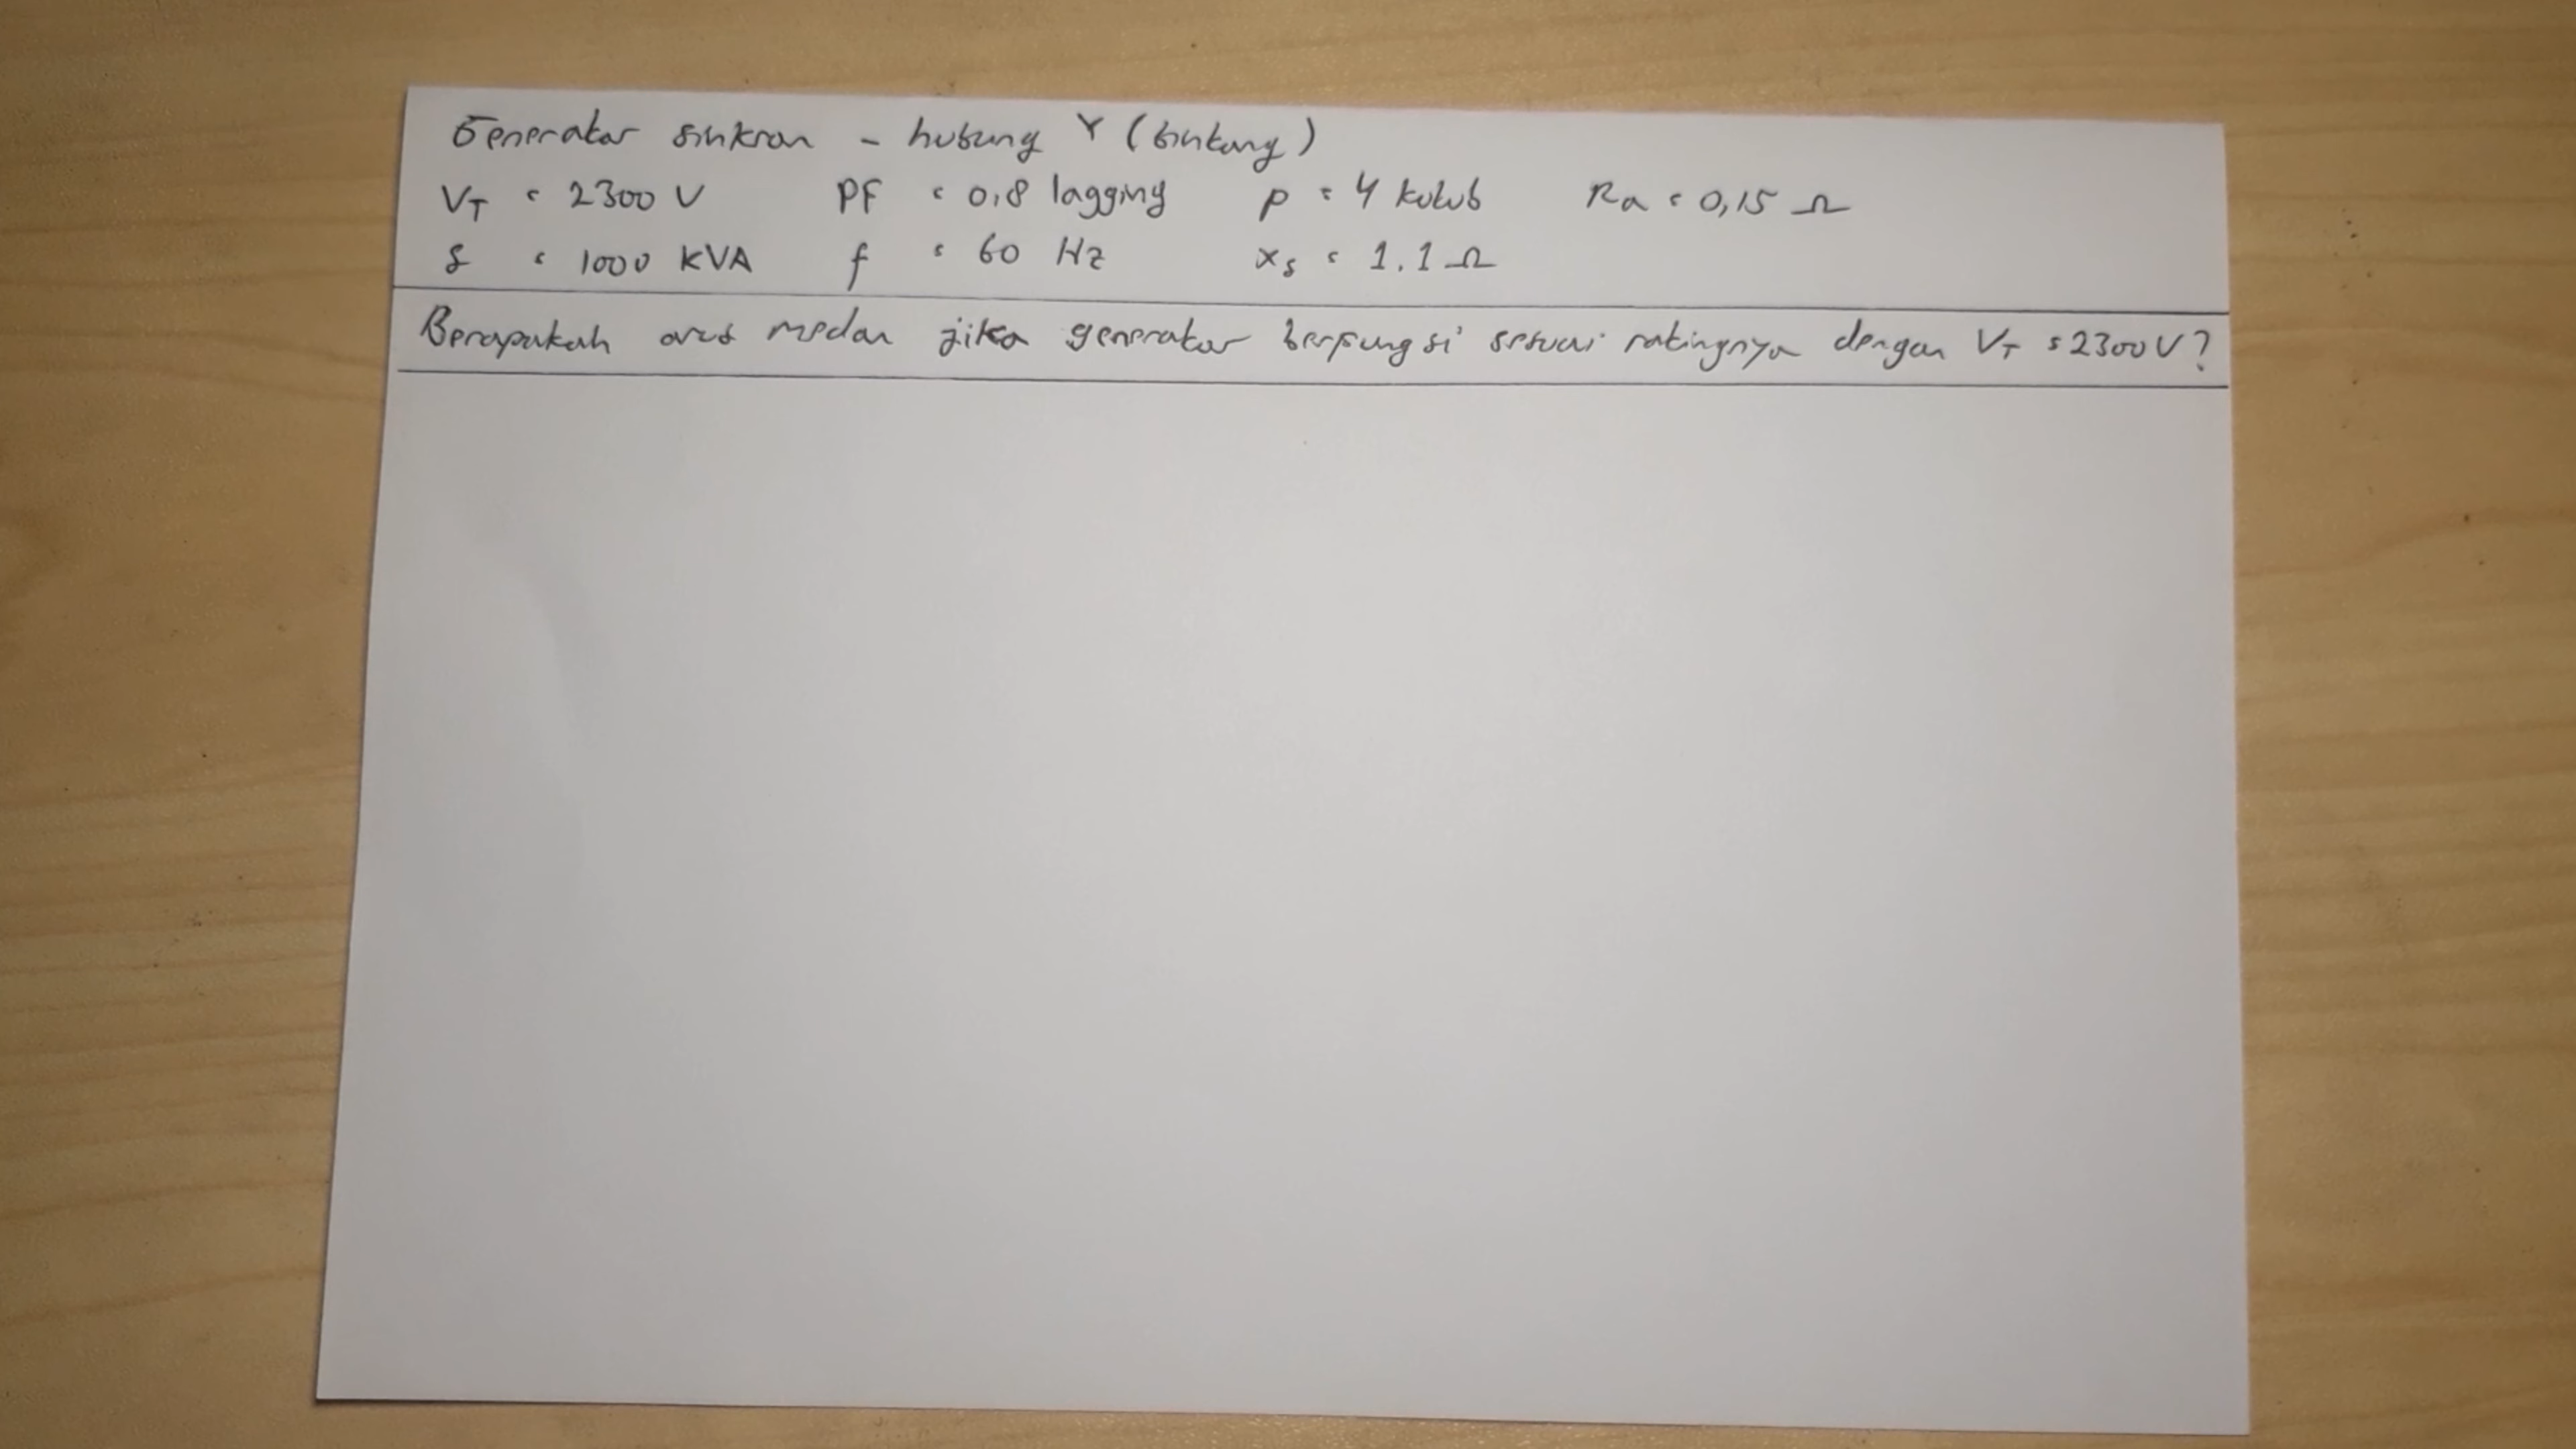 Generator sinkron - hubung Y (bintang)
VT = 2300 V PF = 0,8 lagging P = 4 kutub Ra = 0,15 Ω
S = 1000 kVA f = 60 Hz Xs = 1.1 Ω
Berapakah arus medan jika generator berfungsi sesuai ratingnya dengan VT = 2300 V?